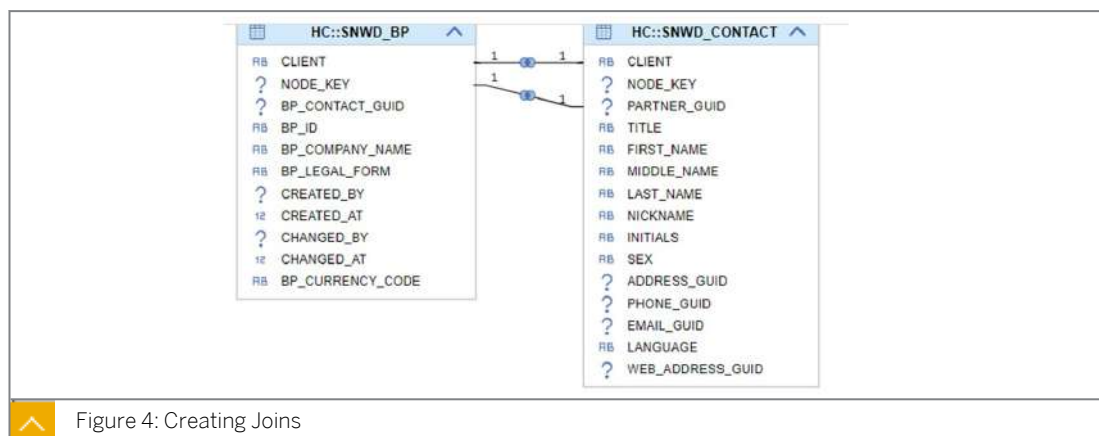 HC::SNWD_BP
CLIENT
NODE_KEY
BP_CONTACT_GUID
BP_ID
BP_COMPANY_NAME
BP_LEGAL_FORM
CREATED_BY
CREATED_AT
CHANGED_BY
CHANGED_AT
BP_CURRENCY_CODE
1 1
1 1
HC::SNWD_CONTACT
CLIENT
NODE_KEY
PARTNER_GUID
TITLE
FIRST_NAME
MIDDLE_NAME
LAST_NAME
NICKNAME
INITIALS
SEX
ADDRESS_GUID
PHONE_GUID
EMAIL_GUID
LANGUAGE
WEB_ADDRESS_GUID
Figure 4: Creating Joins